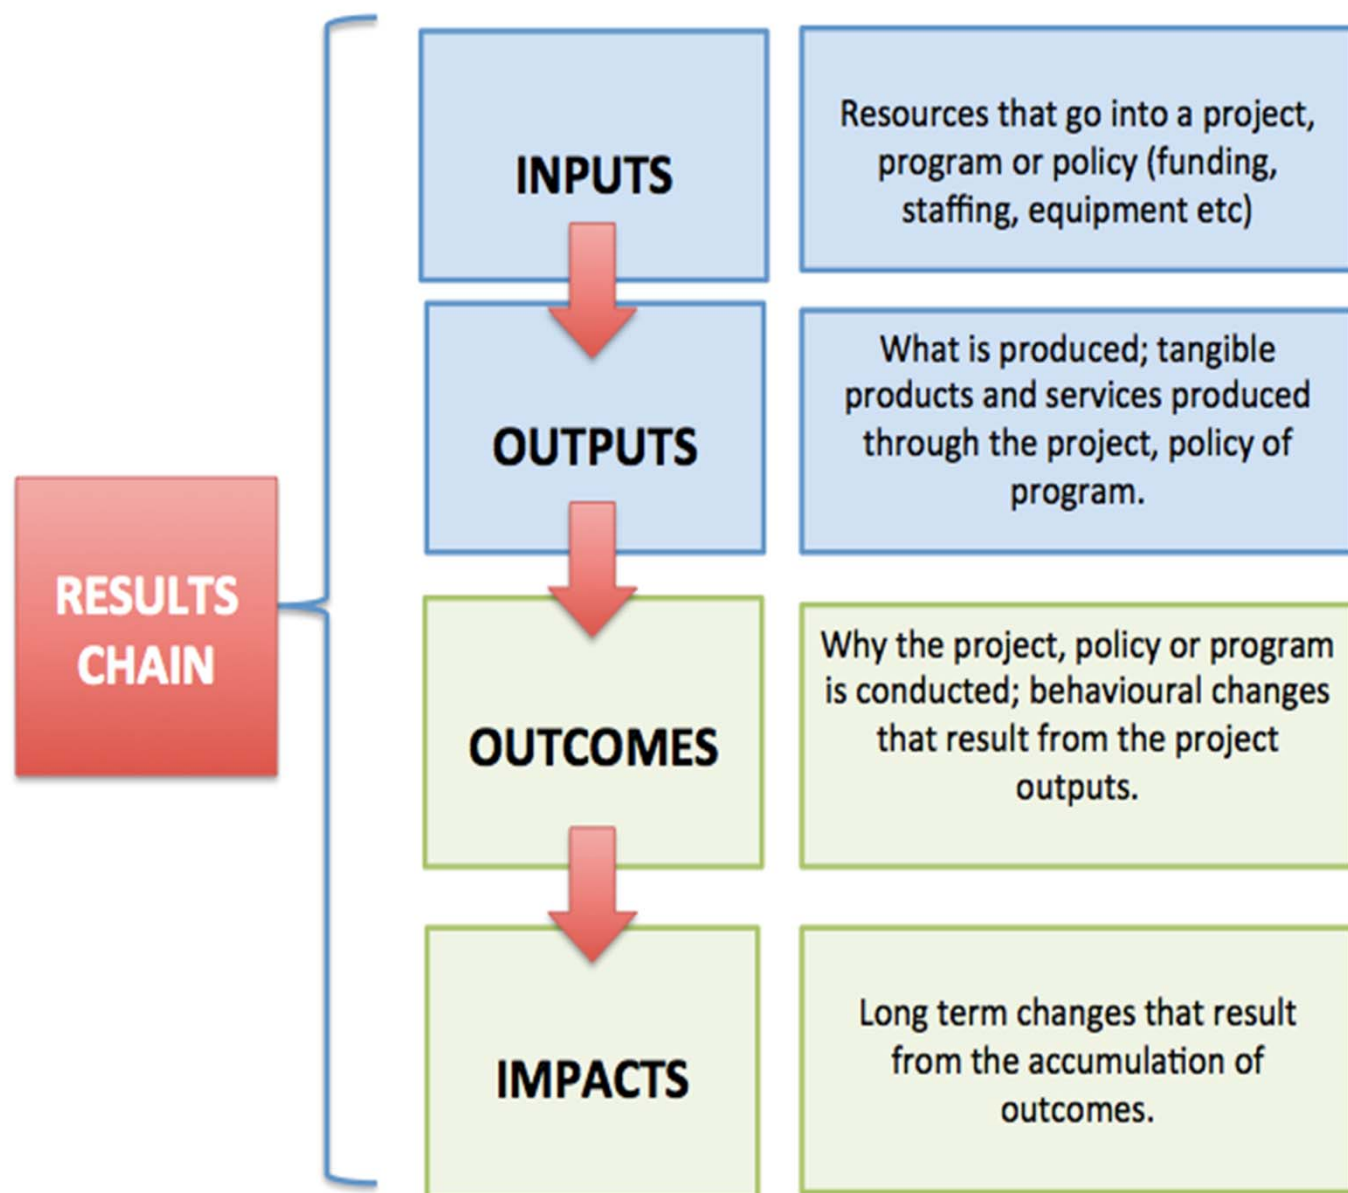 RESULTS
CHAIN
INPUTS
Resources that go into a project,
program or policy (funding,
staffing, equipment etc)
OUTPUTS
What is produced; tangible
products and services produced
through the project, policy of
program.
OUTCOMES
Why the project, policy or program
is conducted; behavioural changes
that result from the project
outputs.
IMPACTS
Long term changes that result
from the accumulation of
outcomes.